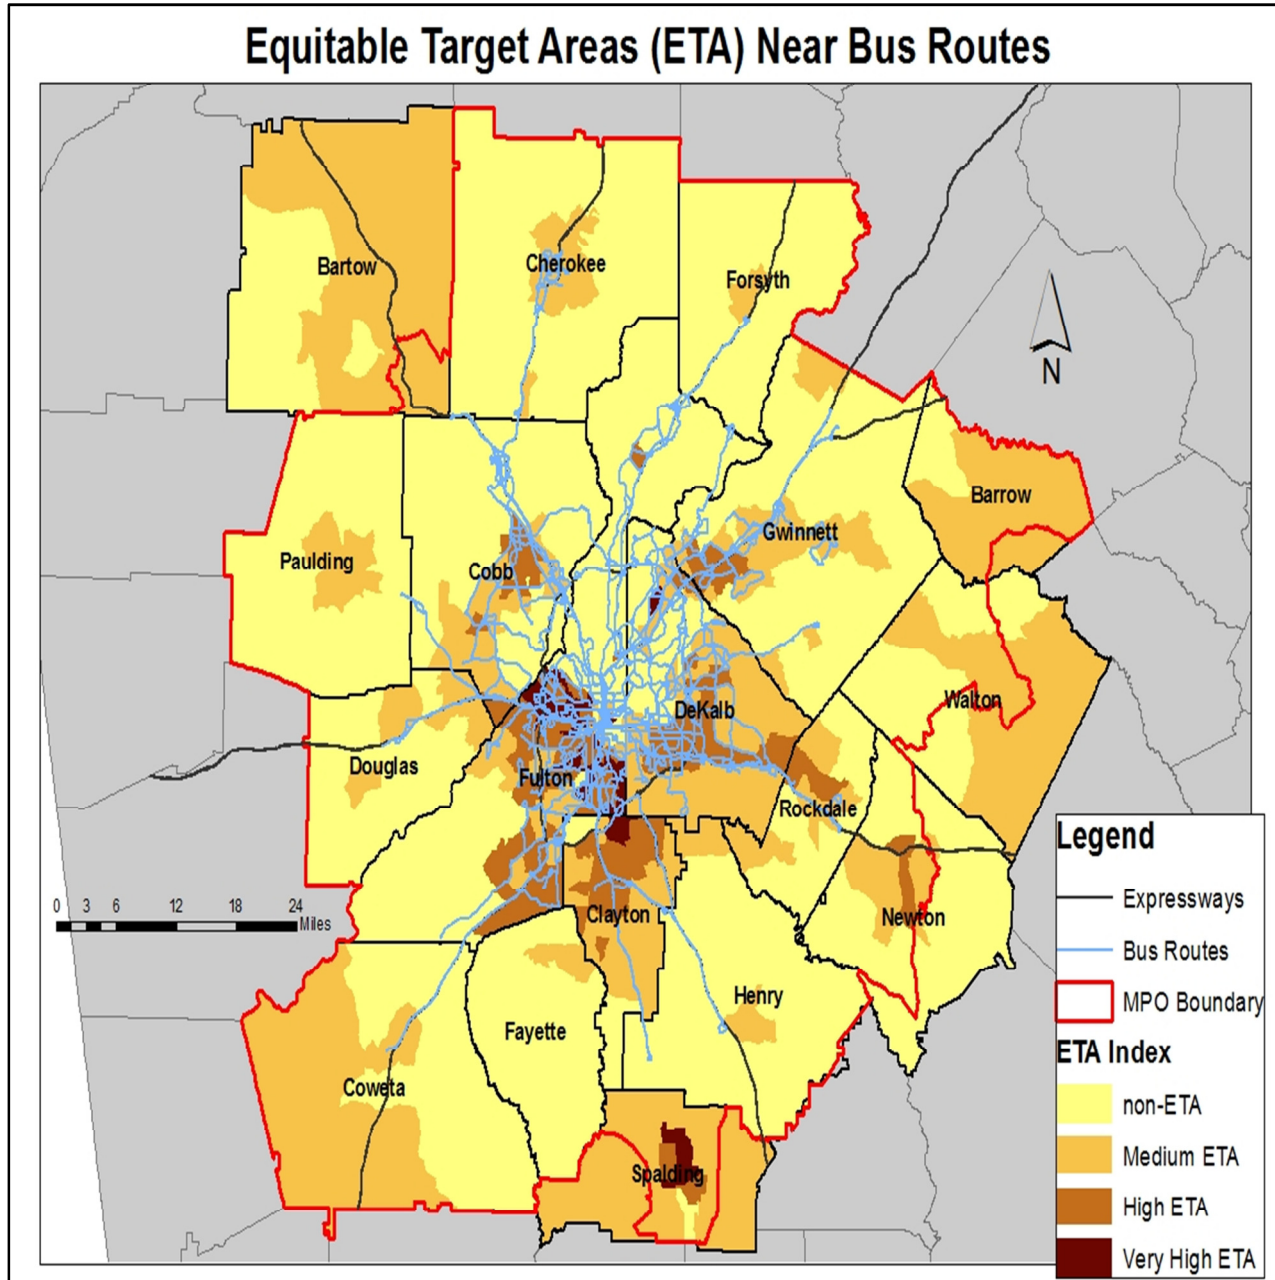 Equitable Target Areas (ETA) Near Bus Routes
Bartow
Cherokee
Forsyth
N
Barrow
Gwinnett
Paulding
Cobb
Walton
DeKalb
Douglas
Fulton
Rockdale
Clayton
Newton
0 3 6 12 18 24
Miles
Henry
Fayette
Coweta
Spalding
Legend
Expressways
Bus Routes
MPO Boundary
ETA Index
non-ETA
Medium ETA
High ETA
Very High ETA